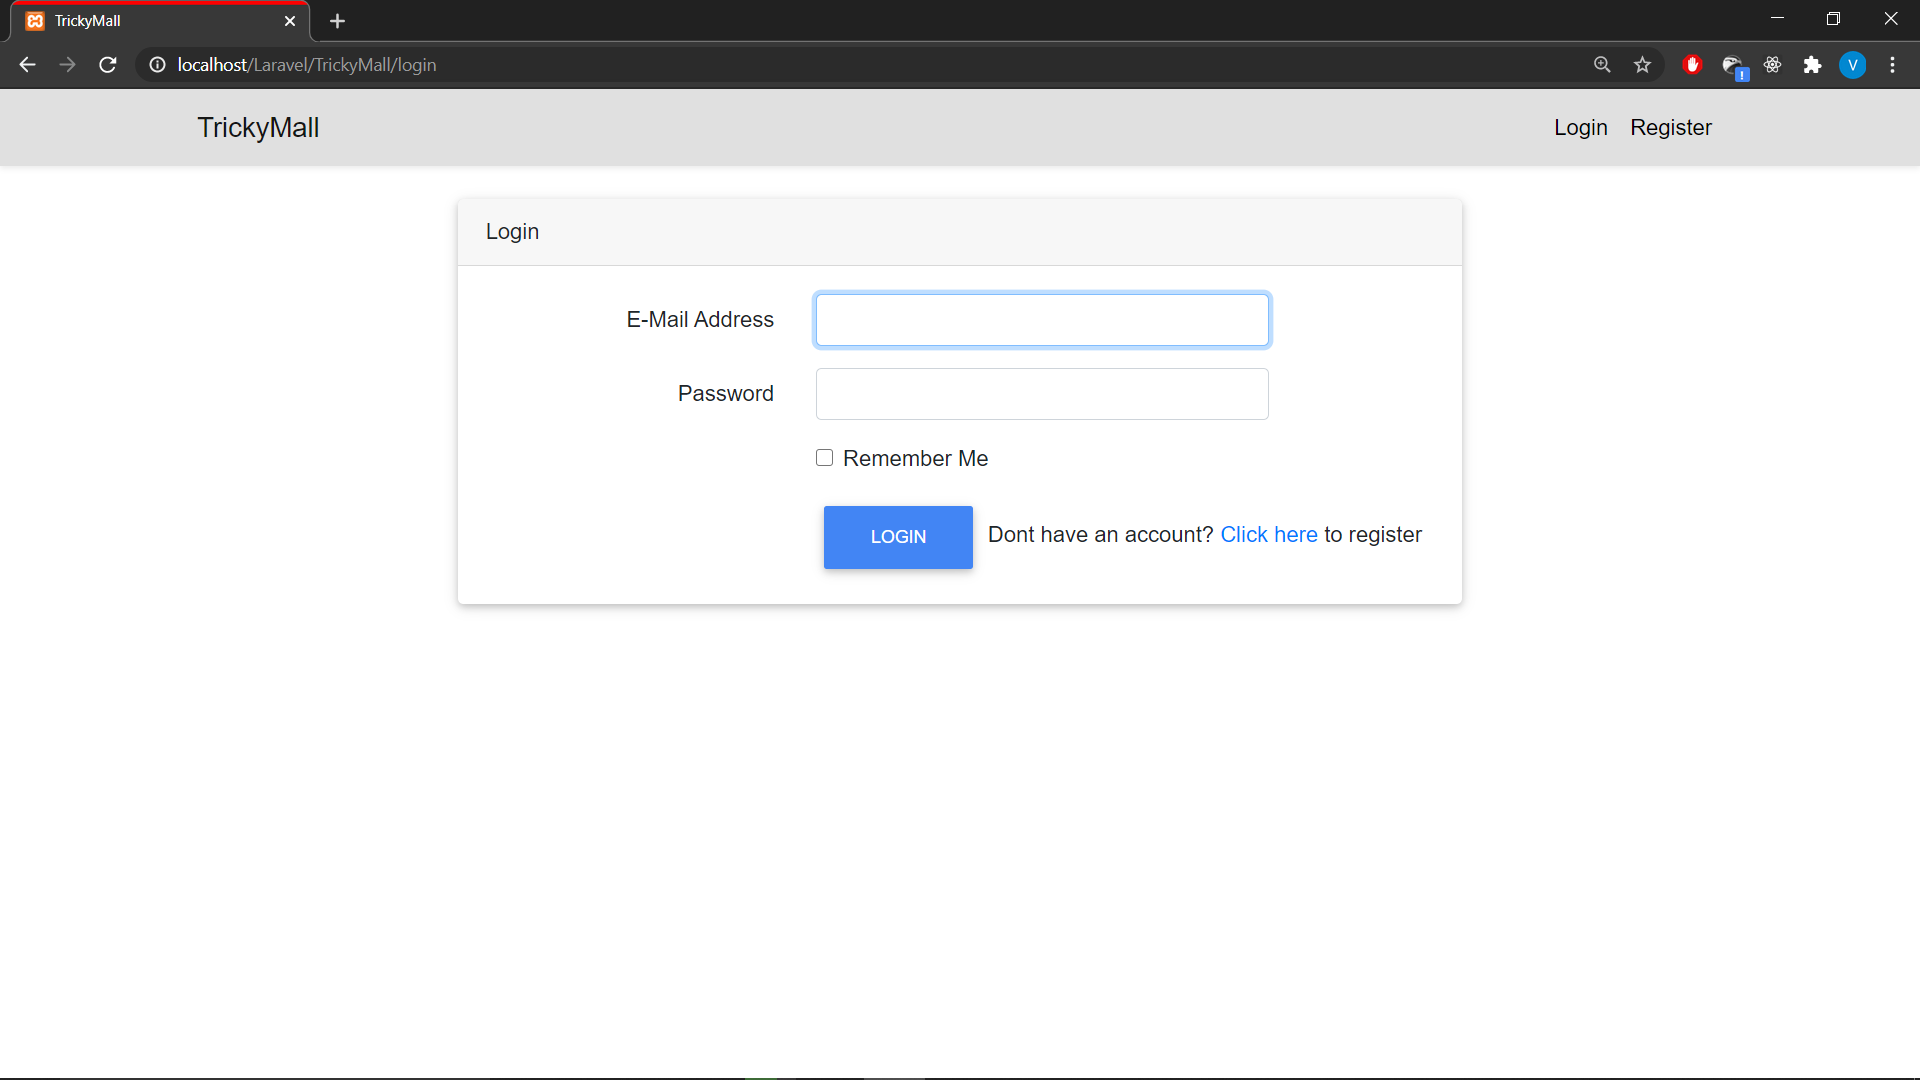 TrickyMall
localhost/Laravel/TrickyMall/login
V
TrickyMall
Login Register
Login
E-Mail Address
Password
Remember Me
LOGIN Dont have an account? Click here to register